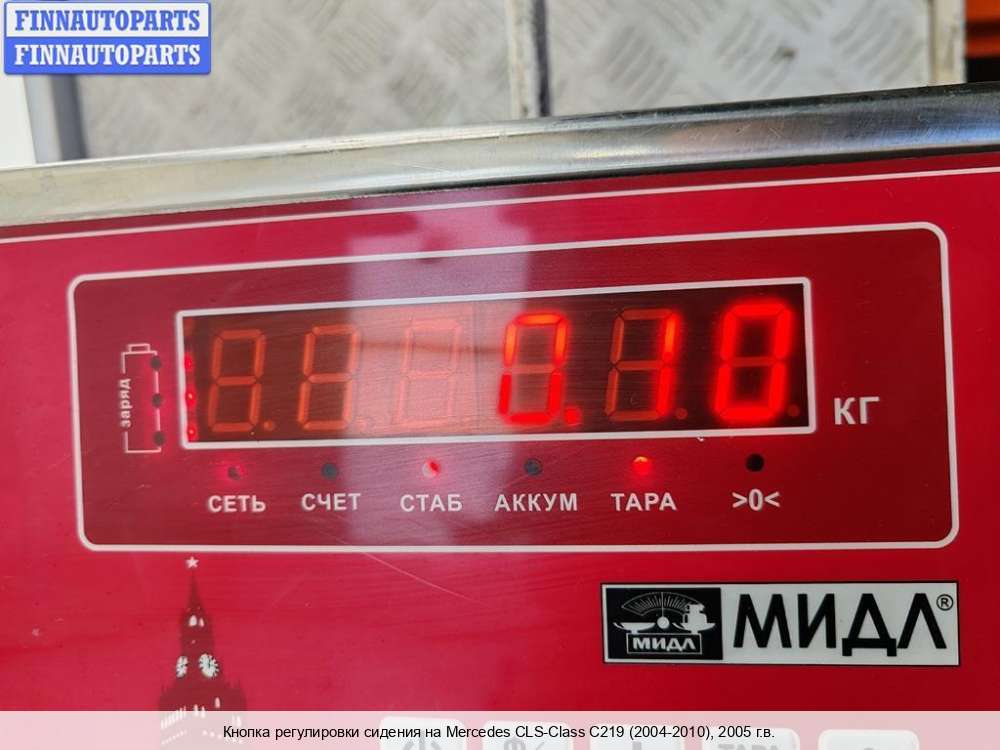 FINNAUTOPARTS
FINNAUTOPARTS
заряд
0.10
КГ
СЕТЬ СЧЕТ СТАБ АККУМ ТАРА >0<
МИДЛ
МИДЛ®
Кнопка регулировки сидения на Mercedes CLS-Class C219 (2004-2010), 2005 г.в.